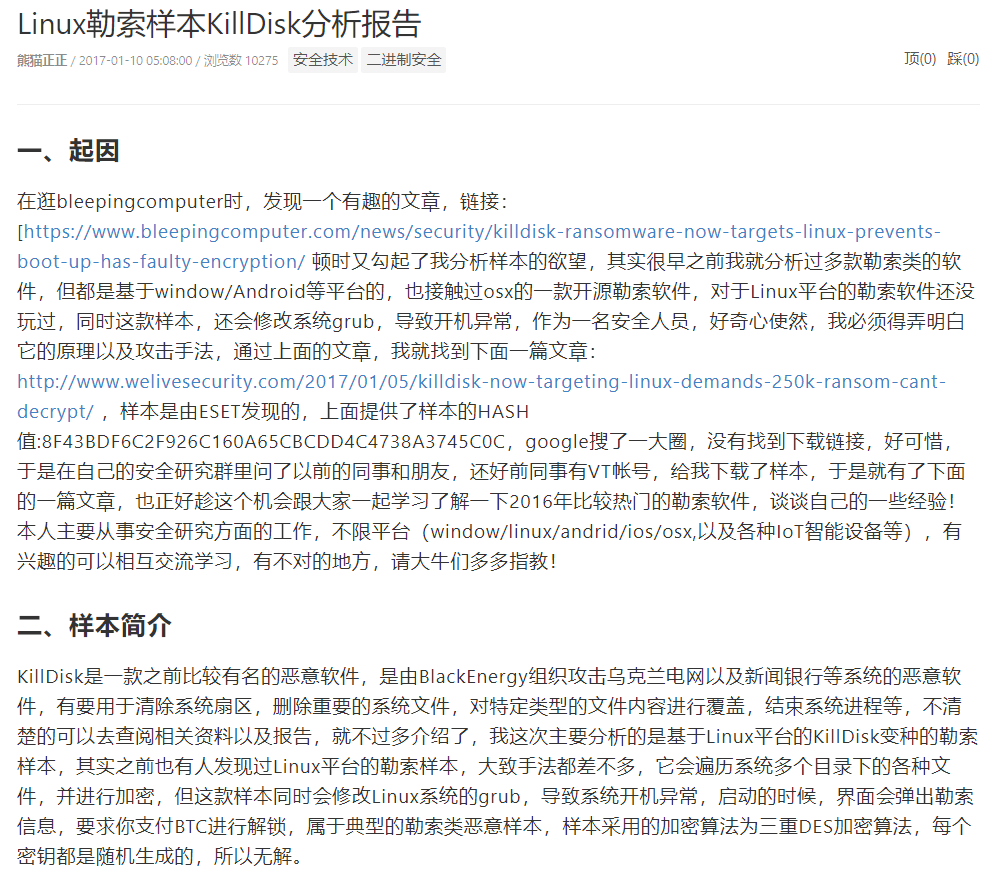 Linux勒索样本KillDisk分析报告
熊猫正正 / 2017-01-10 05:08:00 / 浏览数 10275 安全技术 二进制安全 顶(0) 踩(0)
一、起因
在逛bleepingcomputer时，发现一个有趣的文章，链接：
[https://www.bleepingcomputer.com/news/security/killdisk-ransomware-now-targets-linux-prevents-
boot-up-has-faulty-encryption/ 顿时又勾起了我分析样本的欲望，其实很早之前我就分析过多款勒索类的软
件，但都是基于window/Android等平台的，也接触过osx的一款开源勒索软件，对于Linux平台的勒索软件还没
玩过，同时这款样本，还会修改系统grub，导致开机异常，作为一名安全人员，好奇心使然，我必须得弄明白
它的原理以及攻击手法，通过上面的文章，我就找到下面一篇文章：
http://www.welivesecurity.com/2017/01/05/killdisk-now-targeting-linux-demands-250k-ransom-cant-
decrypt/ ，样本是由ESET发现的，上面提供了样本的HASH
值:8F43BDF6C2F926C160A65CBCDD4C4738A3745C0C，google搜了一大圈，没有找到下载链接，好可惜，
于是在自己的安全研究群里问了以前的同事和朋友，还好前同事有VT帐号，给我下载了样本，于是就有了下面
的一篇文章，也正好趁这个机会跟大家一起学习了解一下2016年比较热门的勒索软件，谈谈自己的一些经验！
本人主要从事安全研究方面的工作，不限平台（window/linux/andrid/ios/osx,以及各种IoT智能设备等），有
兴趣的可以相互交流学习，有不对的地方，请大牛们多多指教！
二、样本简介
KillDisk是一款之前比较有名的恶意软件，是由BlackEnergy组织攻击乌克兰电网以及新闻银行等系统的恶意软
件，有要用于清除系统扇区，删除重要的系统文件，对特定类型的文件内容进行覆盖，结束系统进程等，不清
楚的可以去查阅相关资料以及报告，就不过多介绍了，我这次主要分析的是基于Linux平台的KillDisk变种的勒索
样本，其实之前也有人发现过Linux平台的勒索样本，大致手法都差不多，它会遍历系统多个目录下的各种文
件，并进行加密，但这款样本同时会修改Linux系统的grub，导致系统开机异常，启动的时候，界面会弹出勒索
信息，要求你支付BTC进行解锁，属于典型的勒索类恶意样本，样本采用的加密算法为三重DES加密算法，每个
密钥都是随机生成的，所以无解。